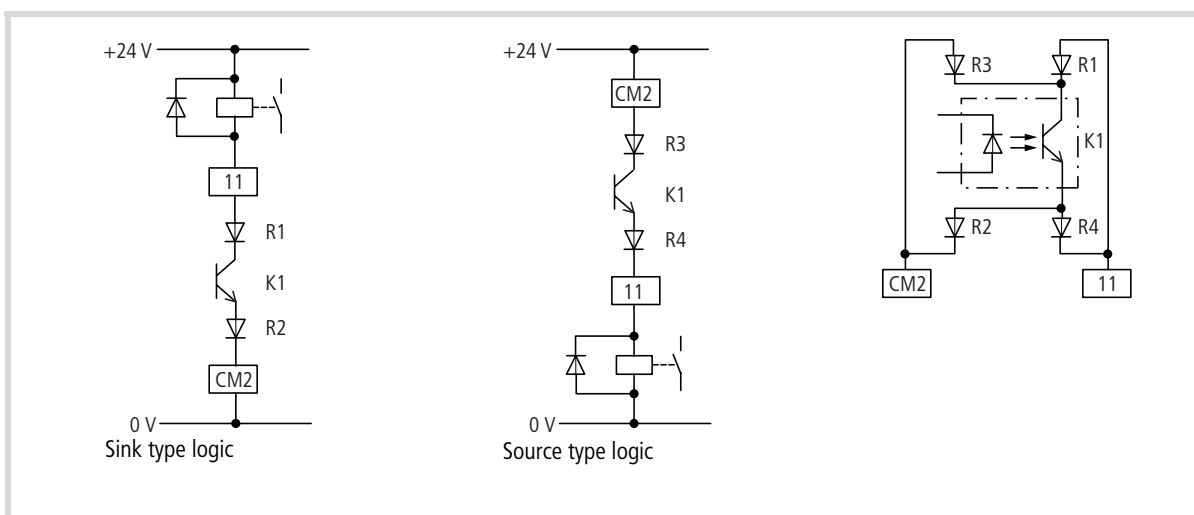 +24 V
11
R1
K1
R2
CM2
0 V
Sink type logic
+24 V
CM2
R3
K1
R4
11
0 V
Source type logic
R3 R1
K1
R2 R4
CM2 11